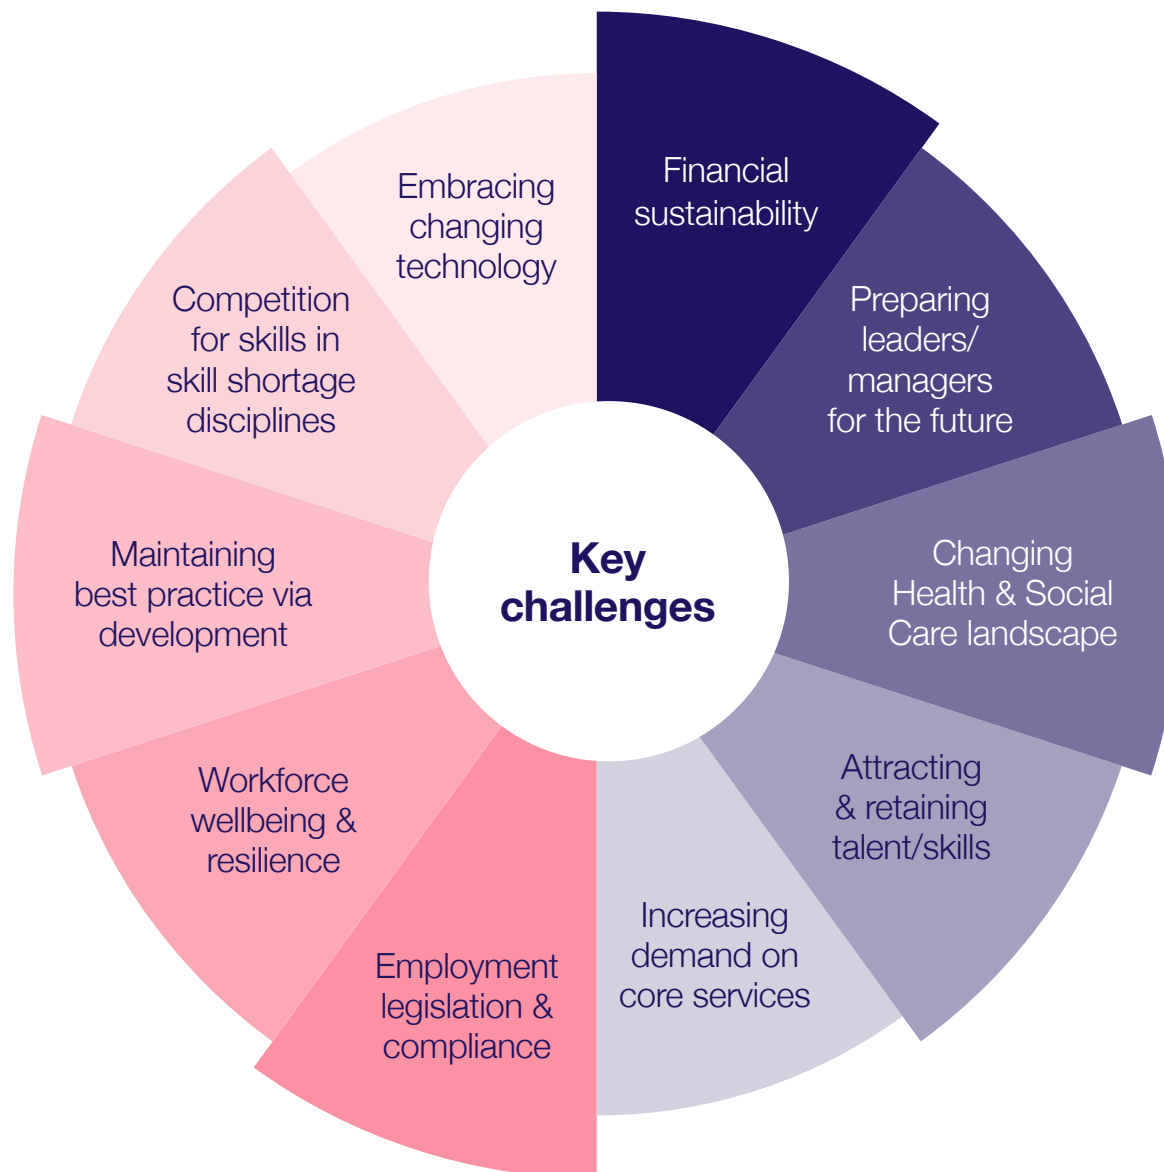 Key
challenges
Financial
sustainability
Preparing
leaders/
managers
for the future
Changing
Health & Social
Care landscape
Attracting
& retaining
talent/skills
Increasing
demand on
core services
Employment
legislation &
compliance
Workforce
wellbeing &
resilience
Maintaining
best practice via
development
Competition
for skills in
skill shortage
disciplines
Embracing
changing
technology